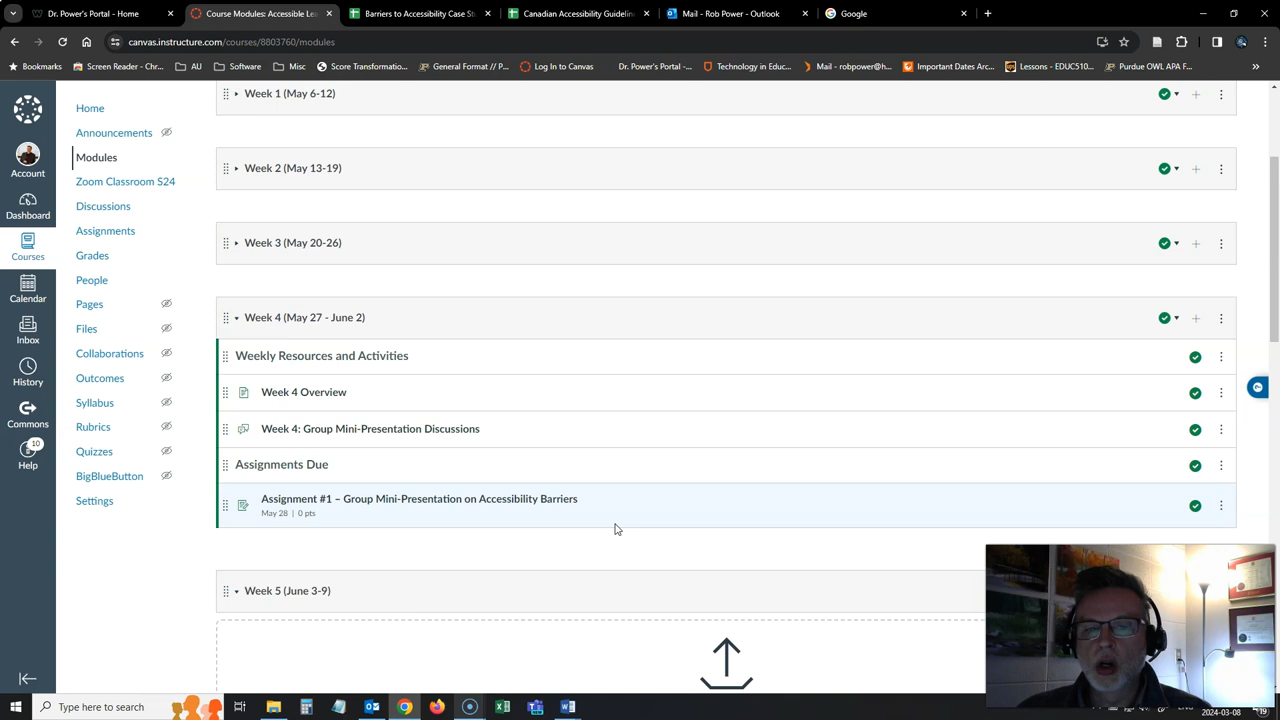 Dr. Power's Portal - Home
Course Modules: Accessible Lea
Barriers to Accessibility Case St
Canadian Accessibility Guideline
Mail - Rob Power - Outlook
Google
canvas.instructure.com/courses/8803760/modules
Bookmarks
Screen Reader - Chr...
AU
Software
Misc
Score Transformatio...
General Format // P...
Log In to Canvas
Dr. Power's Portal -...
Technology in Educ...
Mail - robpower@h...
Important Dates Arc...
Lessons - EDUC510...
Purdue OWL APA F...
Account
Dashboard
Courses
Calendar
Inbox
History
Commons
10
Help
Home
Announcements
Modules
Zoom Classroom S24
Discussions
Assignments
Grades
People
Pages
Files
Collaborations
Outcomes
Syllabus
Rubrics
Quizzes
BigBlueButton
Settings
Week 1 (May 6-12)
Week 2 (May 13-19)
Week 3 (May 20-26)
Week 4 (May 27 - June 2)
Weekly Resources and Activities
Week 4 Overview
Week 4: Group Mini-Presentation Discussions
Assignments Due
Assignment #1 – Group Mini-Presentation on Accessibility Barriers
May 28 | 0 pts
Week 5 (June 3-9)
Type here to search
2024-03-08